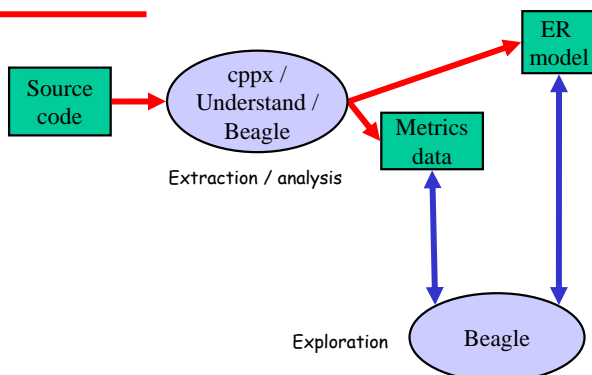 Source
code
cppx /
Understand /
Beagle
Extraction / analysis
ER
model
Metrics
data
Exploration
Beagle